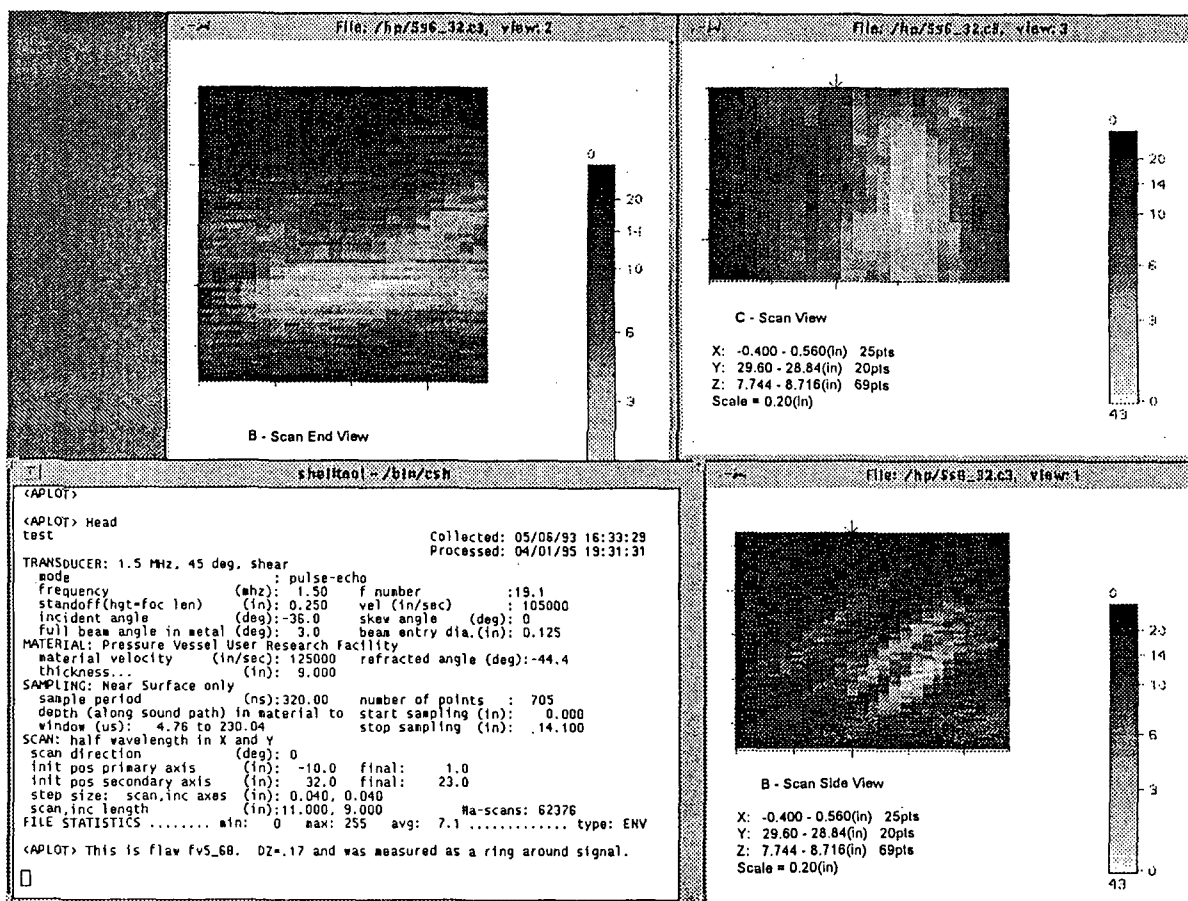 File: /hp/5s6_32.c3, view: 2
0
20
14
10
6
3
B - Scan End View
File: /hp/5s6_32.c3, view: 3
0
20
14
10
6
3
0
43
C - Scan View
X: -0.400 - 0.560(in) 25pts
Y: 29.60 - 28.84(in) 20pts
Z: 7.744 - 8.716(in) 69pts
Scale = 0.20(in)
shelltool - /bin/csh
<APLOT>
<APLOT> Head
test
Collected: 05/06/93 16:33:29
Processed: 04/01/95 19:31:31
TRANSDUCER: 1.5 MHz, 45 deg, shear
mode : pulse-echo
frequency (mhz): 1.50 f number :19.1
standoff(hgt=foc len) (in): 0.250 vel (in/sec) : 105000
incident angle (deg):-36.0 skew angle (deg): 0
full beam angle in metal (deg): 3.0 beam entry dia.(in): 0.125
MATERIAL: Pressure Vessel User Research Facility
material velocity (in/sec): 125000 refracted angle (deg):-44.4
thickness... (in): 9.000
SAMPLING: Near Surface only
sample period (ns):320.00 number of points : 705
depth (along sound path) in material to start sampling (in): 0.000
window (us): 4.76 to 230.04 stop sampling (in): 14.100
SCAN: half wavelength in X and Y
scan direction (deg): 0
init pos primary axis (in): -10.0 final: 1.0
init pos secondary axis (in): 32.0 final: 23.0
step size: scan,inc axes (in): 0.040, 0.040
scan,inc length (in):11.000, 9.000 #a-scans: 62376
FILE STATISTICS ........ min: 0 max: 255 avg: 7.1 ............. type: ENV
<APLOT> This is flaw fv5_68. DZ=.17 and was measured as a ring around signal.
File: /hp/5s6_32.c3, view: 1
0
20
14
10
6
3
0
43
B - Scan Side View
X: -0.400 - 0.560(in) 25pts
Y: 29.60 - 28.84(in) 20pts
Z: 7.744 - 8.716(in) 69pts
Scale = 0.20(in)